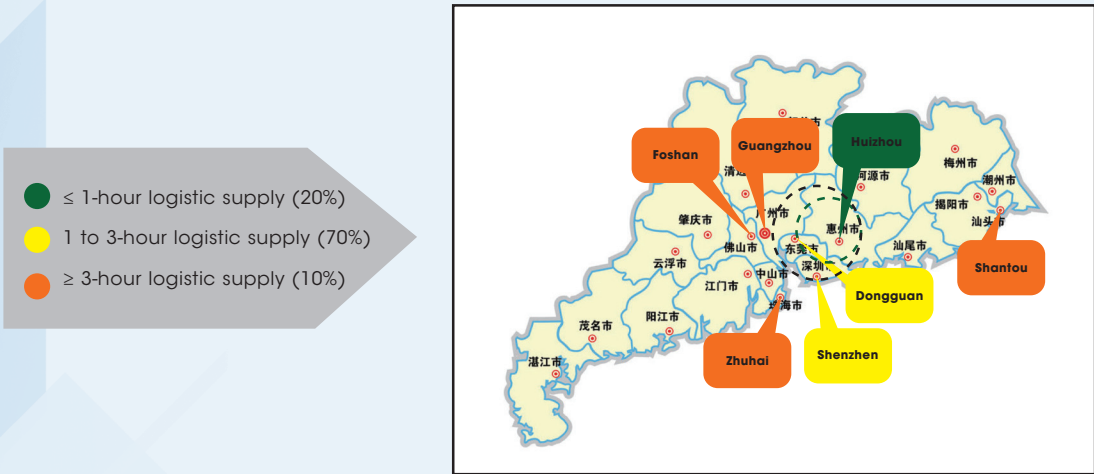 ≤ 1-hour logistic supply (20%)
1 to 3-hour logistic supply (70%)
≥ 3-hour logistic supply (10%)
Foshan
Guangzhou
Huizhou
梅州市
潮州市
河源市
揭阳市
汕头市
肇庆市
广州市
惠州市
佛山市
东莞市
汕尾市
云浮市
深圳市
Shantou
江门市
中山市
Dongguan
珠海市
阳江市
茂名市
Zhuhai
Shenzhen
湛江市